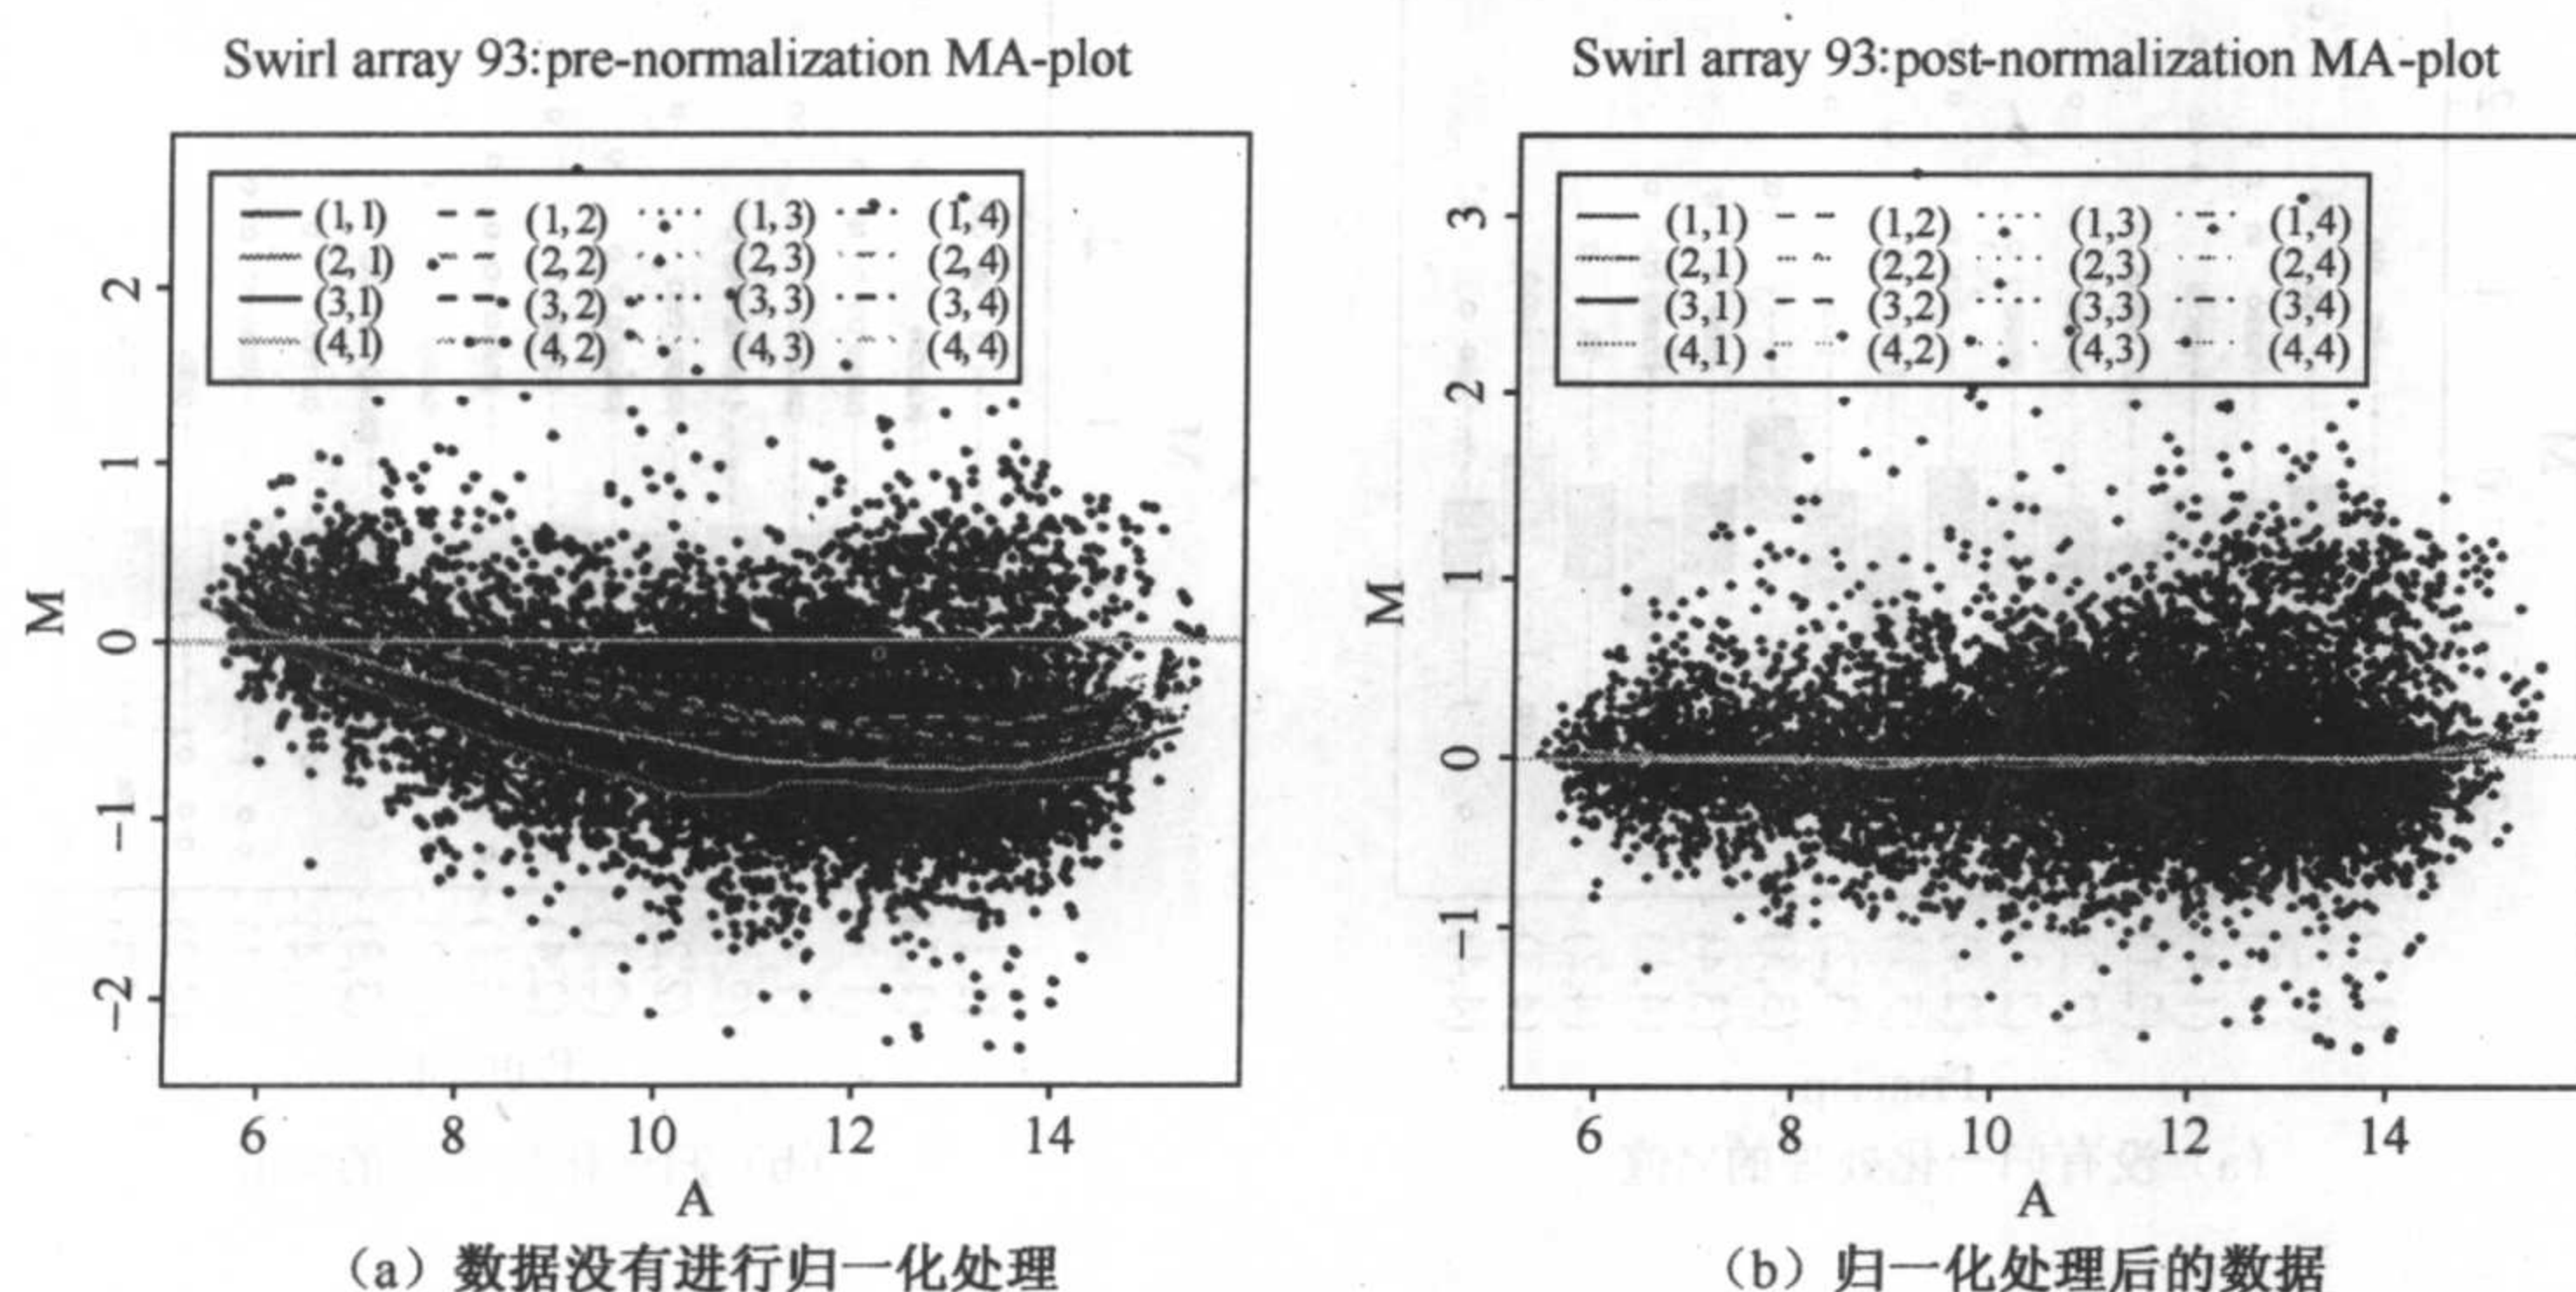 Swirl array 93:pre-normalization MA-plot
(1,1) (1,2) (1,3) (1,4)
(2,1) (2,2) (2,3) (2,4)
(3,1) (3,2) (3,3) (3,4)
(4,1) (4,2) (4,3) (4,4)
2
1
0
-1
-2
M
6 8 10 12 14
A
(a) 数据没有进行归一化处理
Swirl array 93:post-normalization MA-plot
(1,1) (1,2) (1,3) (1,4)
(2,1) (2,2) (2,3) (2,4)
(3,1) (3,2) (3,3) (3,4)
(4,1) (4,2) (4,3) (4,4)
3
2
1
0
-1
M
6 8 10 12 14
A
(b) 归一化处理后的数据